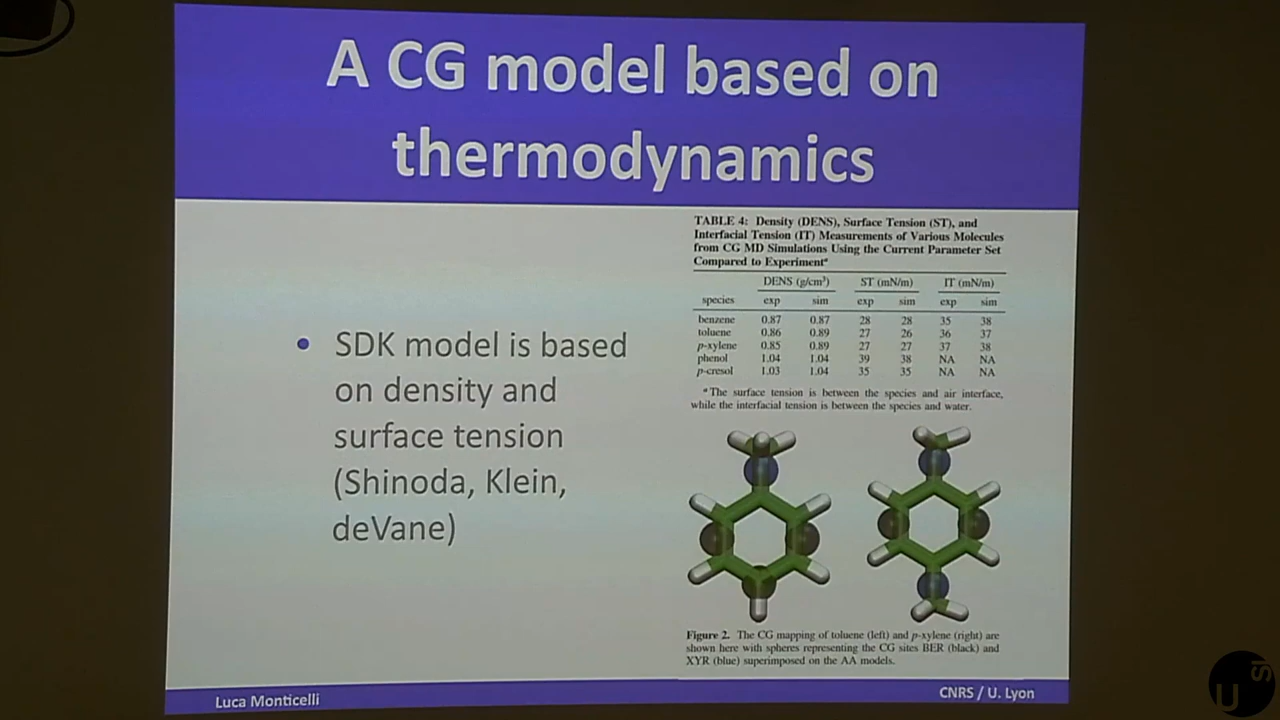 A CG model based on
thermodynamics
• SDK model is based
on density and
surface tension
(Shinoda, Klein,
deVane)
TABLE 4: Density (DENS), Surface Tension (ST), and
Interfacial Tension (IT) Measurements of Various Molecules
from CG MD Simulations Using the Current Parameter Set
Compared to Experimentᵃ
DENS (g/cm³) ST (mN/m) IT (mN/m)
species exp sim exp sim exp sim
benzene 0.87 0.87 28 28 35 38
toluene 0.86 0.89 27 26 36 37
p-xylene 0.85 0.89 27 27 37 38
phenol 1.04 1.04 39 38 NA NA
p-cresol 1.03 1.04 35 35 NA NA
ᵃ The surface tension is between the species and air interface,
while the interfacial tension is between the species and water.
Figure 2. The CG mapping of toluene (left) and p-xylene (right) are
shown here with spheres representing the CG sites BER (black) and
XYR (blue) superimposed on the AA models.
Luca Monticelli
CNRS / U. Lyon
U
SI